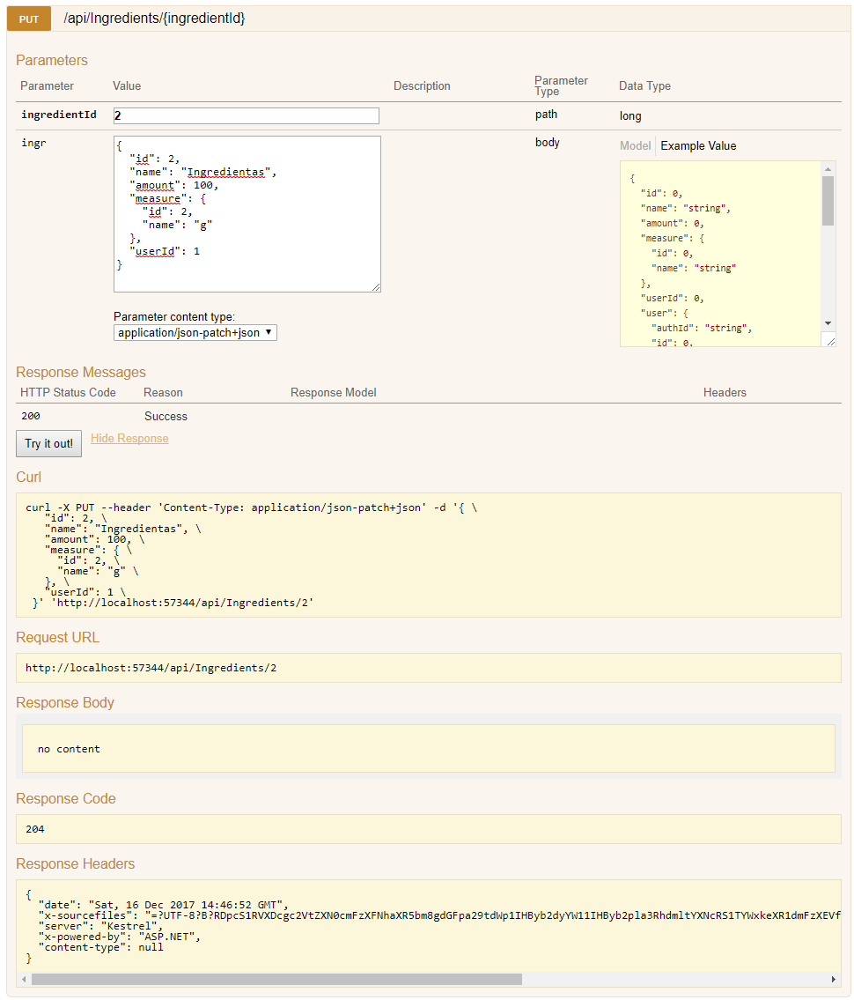 PUT /api/Ingredients/{ingredientId}
Parameters
Parameter Value Description Parameter Type Data Type
ingredientId 2 path long
ingr body
{
"id": 2,
"name": "Ingredientas",
"amount": 100,
"measure": {
"id": 2,
"name": "g"
},
"userId": 1
}
Parameter content type:
application/json-patch+json
Model Example Value
{
"id": 0,
"name": "string",
"amount": 0,
"measure": {
"id": 0,
"name": "string"
},
"userId": 0,
"user": {
"authId": "string",
"id": 0,
Response Messages
HTTP Status Code Reason Response Model Headers
200 Success
Try it out! Hide Response
Curl
curl -X PUT --header 'Content-Type: application/json-patch+json' -d '{ \
"id": 2, \
"name": "Ingredientas", \
"amount": 100, \
"measure": { \
"id": 2, \
"name": "g" \
}, \
"userId": 1 \
}' 'http://localhost:57344/api/Ingredients/2'
Request URL
http://localhost:57344/api/Ingredients/2
Response Body
no content
Response Code
204
Response Headers
{
"date": "Sat, 16 Dec 2017 14:46:52 GMT",
"x-sourcefiles": "=?UTF-8?B?RDpcS1RVXDcgc2VtZXN0cmFzXFNhaXR5bm8gdGFpa29tdWp1IHByb2dyYW11IHByb2pla3RhdmltYXNcRS1TYWxkeXR1dmFzXEVf
"server": "Kestrel",
"x-powered-by": "ASP.NET",
"content-type": null
}